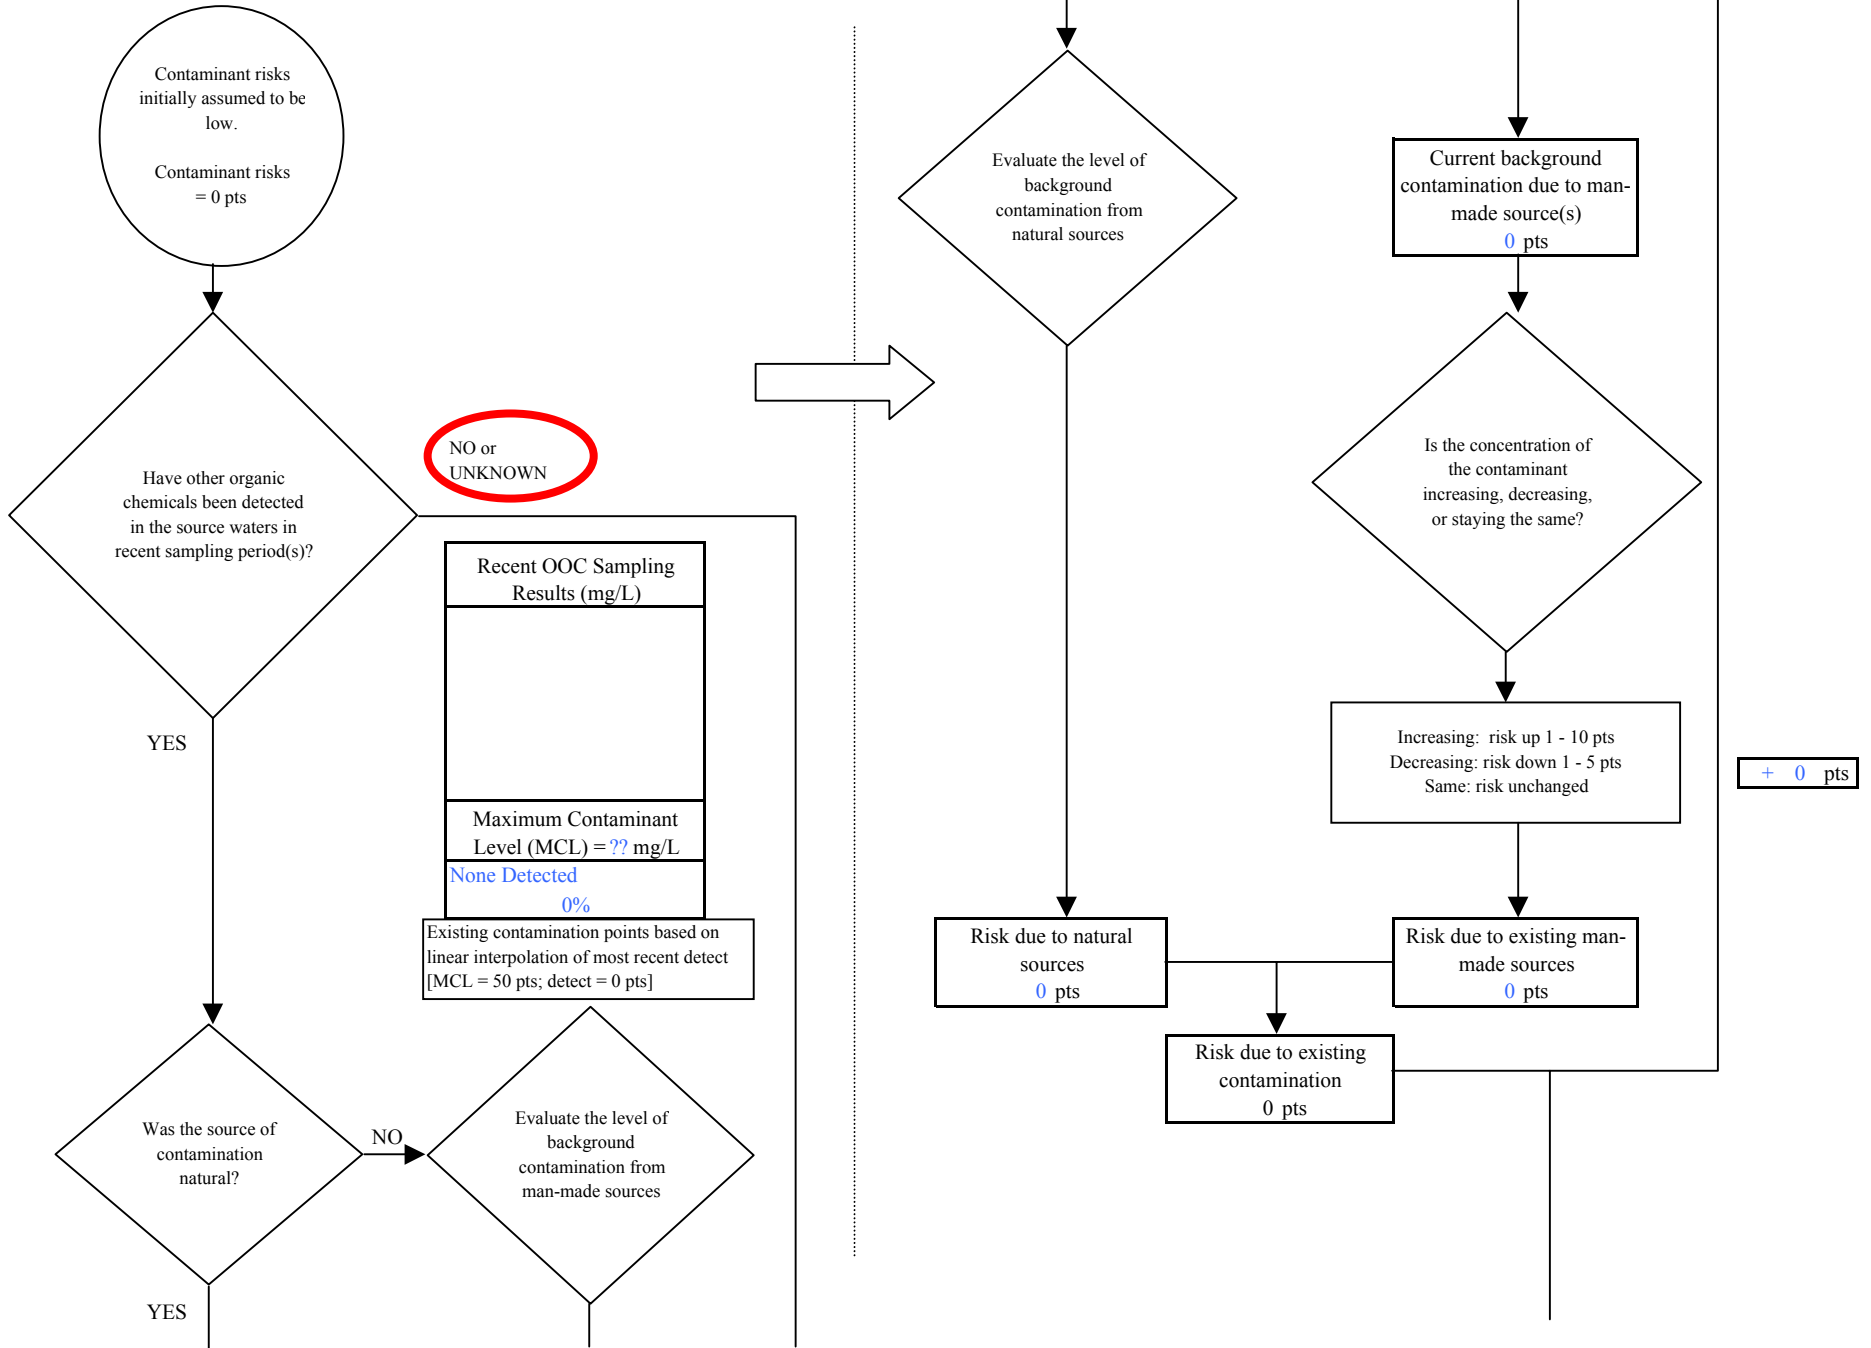 Contaminant risks
initially assumed to be
low.
Contaminant risks
= 0 pts
Have other organic
chemicals been detected
in the source waters in
recent sampling period(s)?
NO or
UNKNOWN
YES
Recent OOC Sampling
Results (mg/L)
Maximum Contaminant
Level (MCL) = ?? mg/L
None Detected
0%
Existing contamination points based on
linear interpolation of most recent detect
[MCL = 50 pts; detect = 0 pts]
Was the source of
contamination
natural?
NO
YES
Evaluate the level of
background
contamination from
man-made sources
Evaluate the level of
background
contamination from
natural sources
Current background
contamination due to man-
made source(s)
0 pts
Is the concentration of
the contaminant
increasing, decreasing,
or staying the same?
Increasing: risk up 1 - 10 pts
Decreasing: risk down 1 - 5 pts
Same: risk unchanged
+ 0 pts
Risk due to natural
sources
0 pts
Risk due to existing man-
made sources
0 pts
Risk due to existing
contamination
0 pts